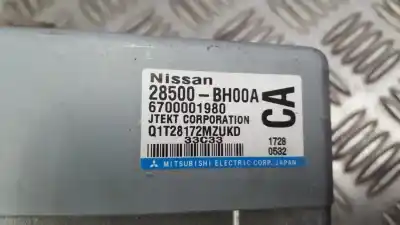 Nissan
28500-BH00A
6700001980
JTEKT CORPORATION
Q1T28172MZUKD
33C33
CA
1728
0532
MITSUBISHI ELECTRIC CORP. JAPAN